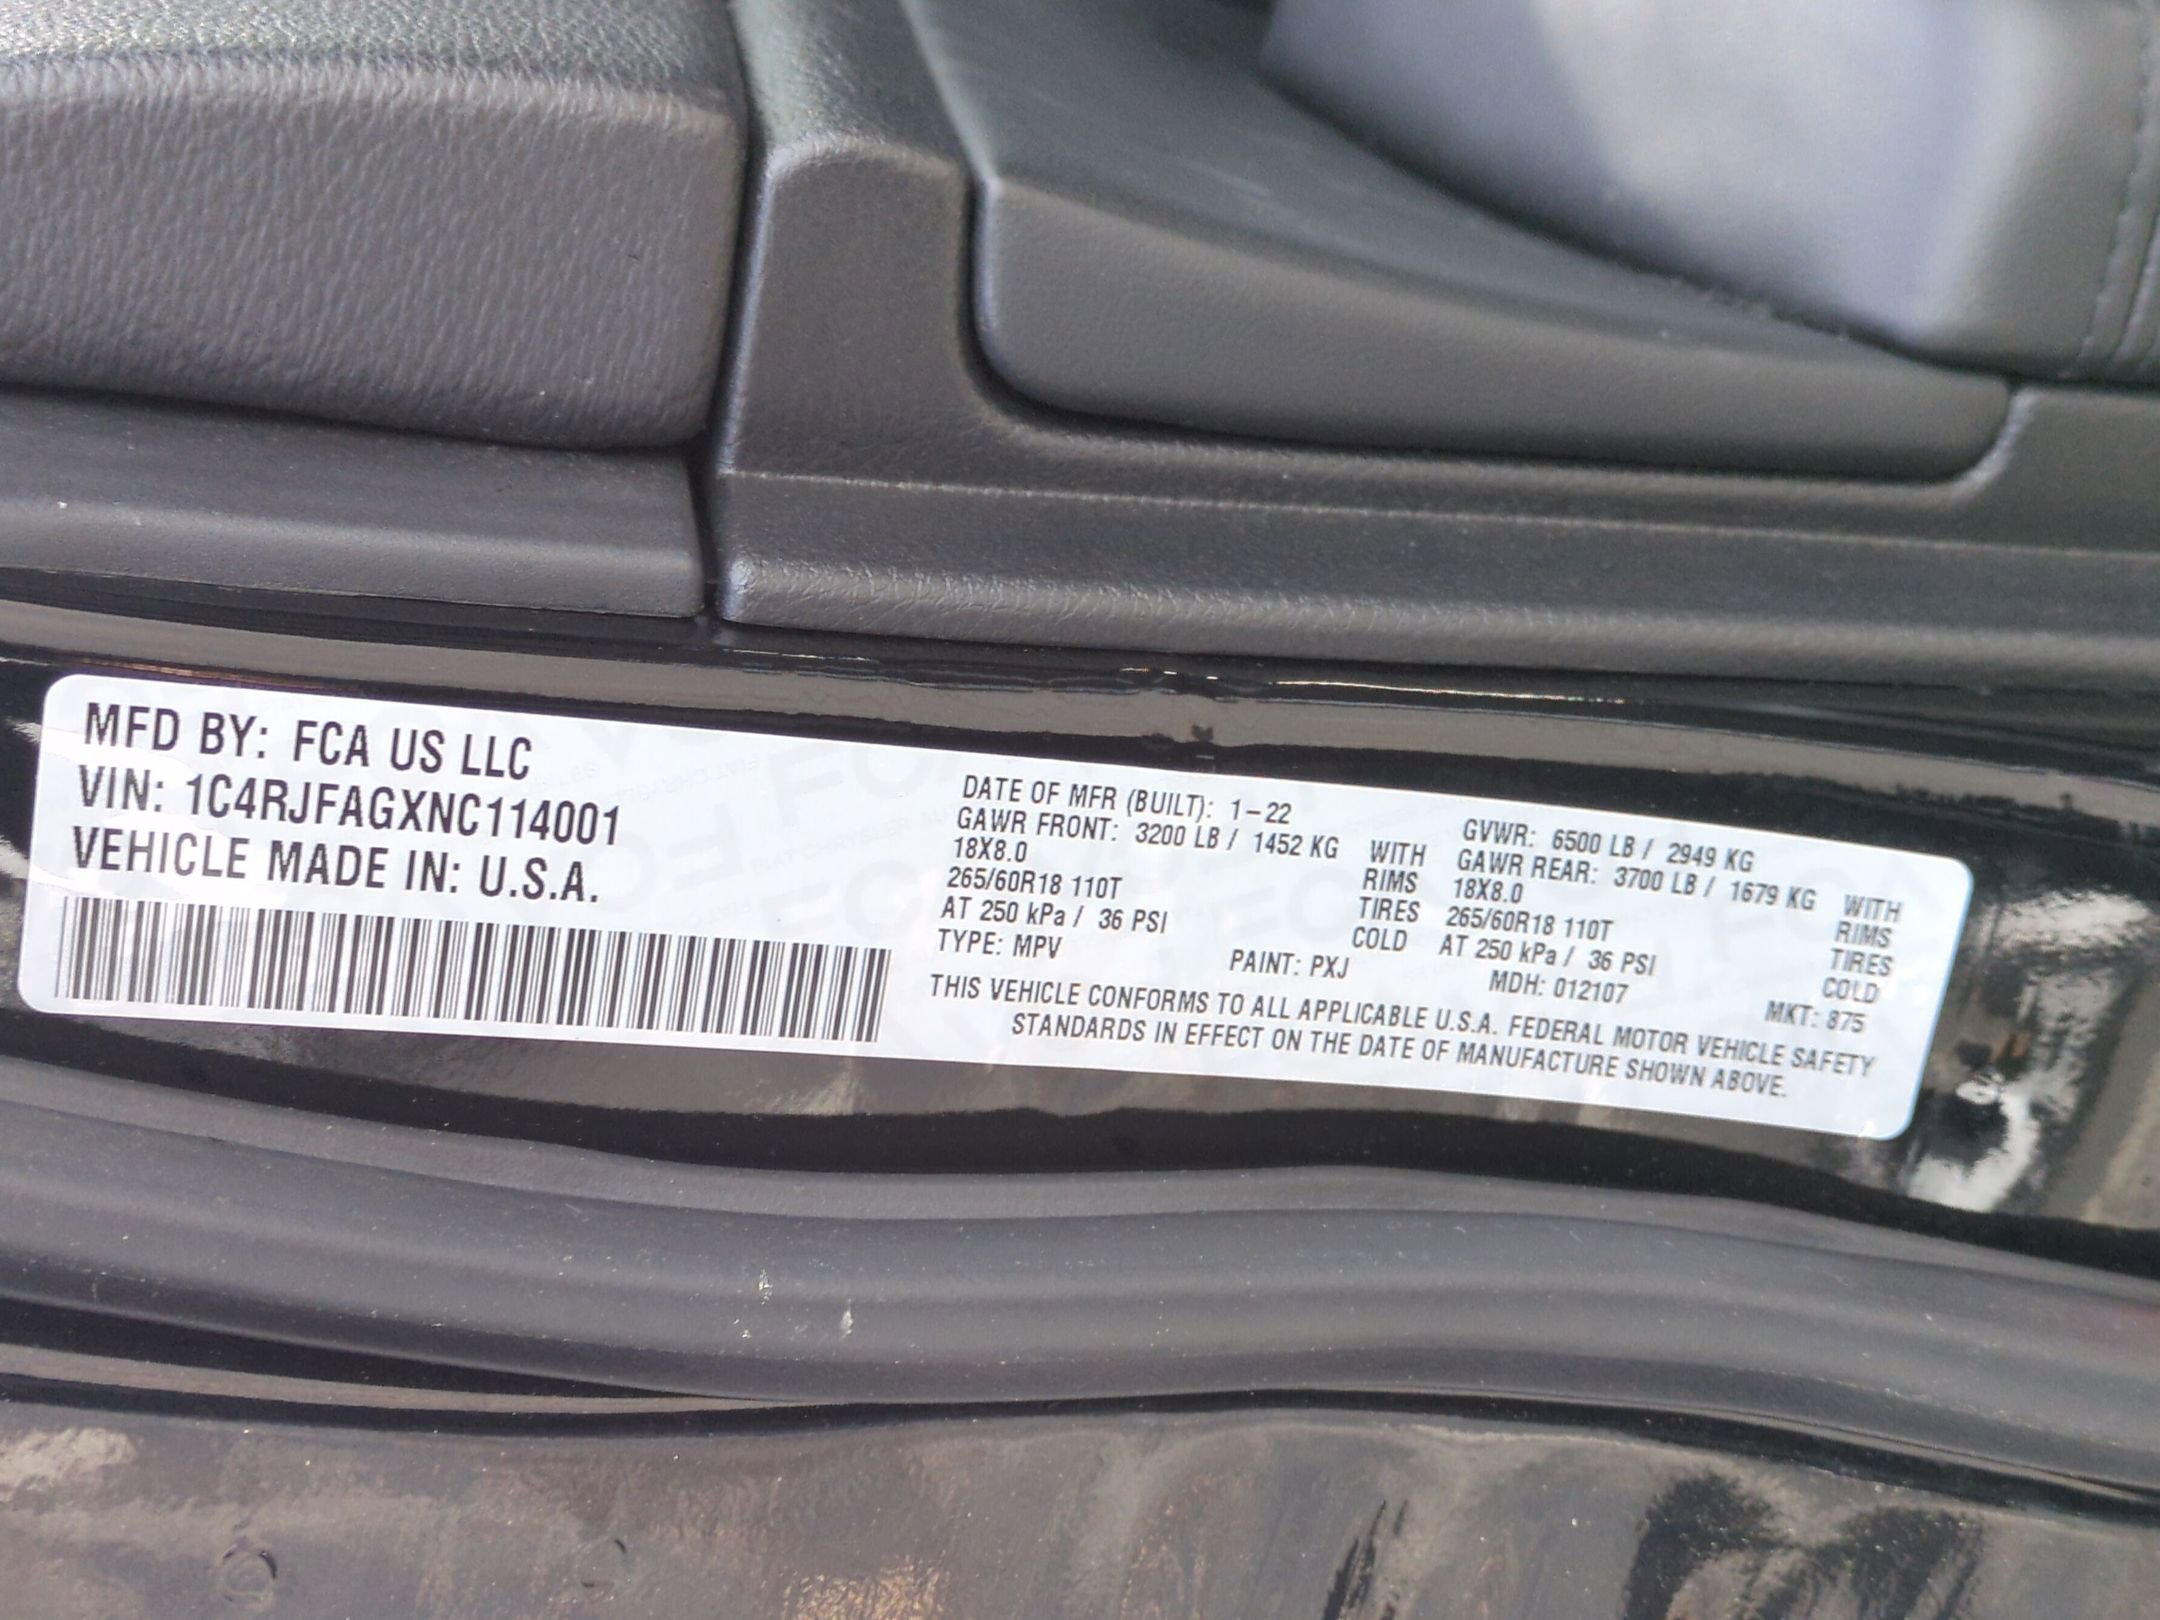 MFD BY: FCA US LLC
VIN: 1C4RJFAGXNC114001
VEHICLE MADE IN: U.S.A.
DATE OF MFR (BUILT): 1-22 GVWR: 6500 LB / 2949 KG
GAWR FRONT: 3200 LB / 1452 KG WITH GAWR REAR: 3700 LB / 1679 KG WITH
18X8.0 RIMS 18X8.0 RIMS
265/60R18 110T TIRES 265/60R18 110T TIRES
AT 250 kPa / 36 PSI COLD AT 250 kPa / 36 PSI COLD
TYPE: MPV PAINT: PXJ MDH: 012107 MKT: 875
THIS VEHICLE CONFORMS TO ALL APPLICABLE U.S.A. FEDERAL MOTOR VEHICLE SAFETY
STANDARDS IN EFFECT ON THE DATE OF MANUFACTURE SHOWN ABOVE.